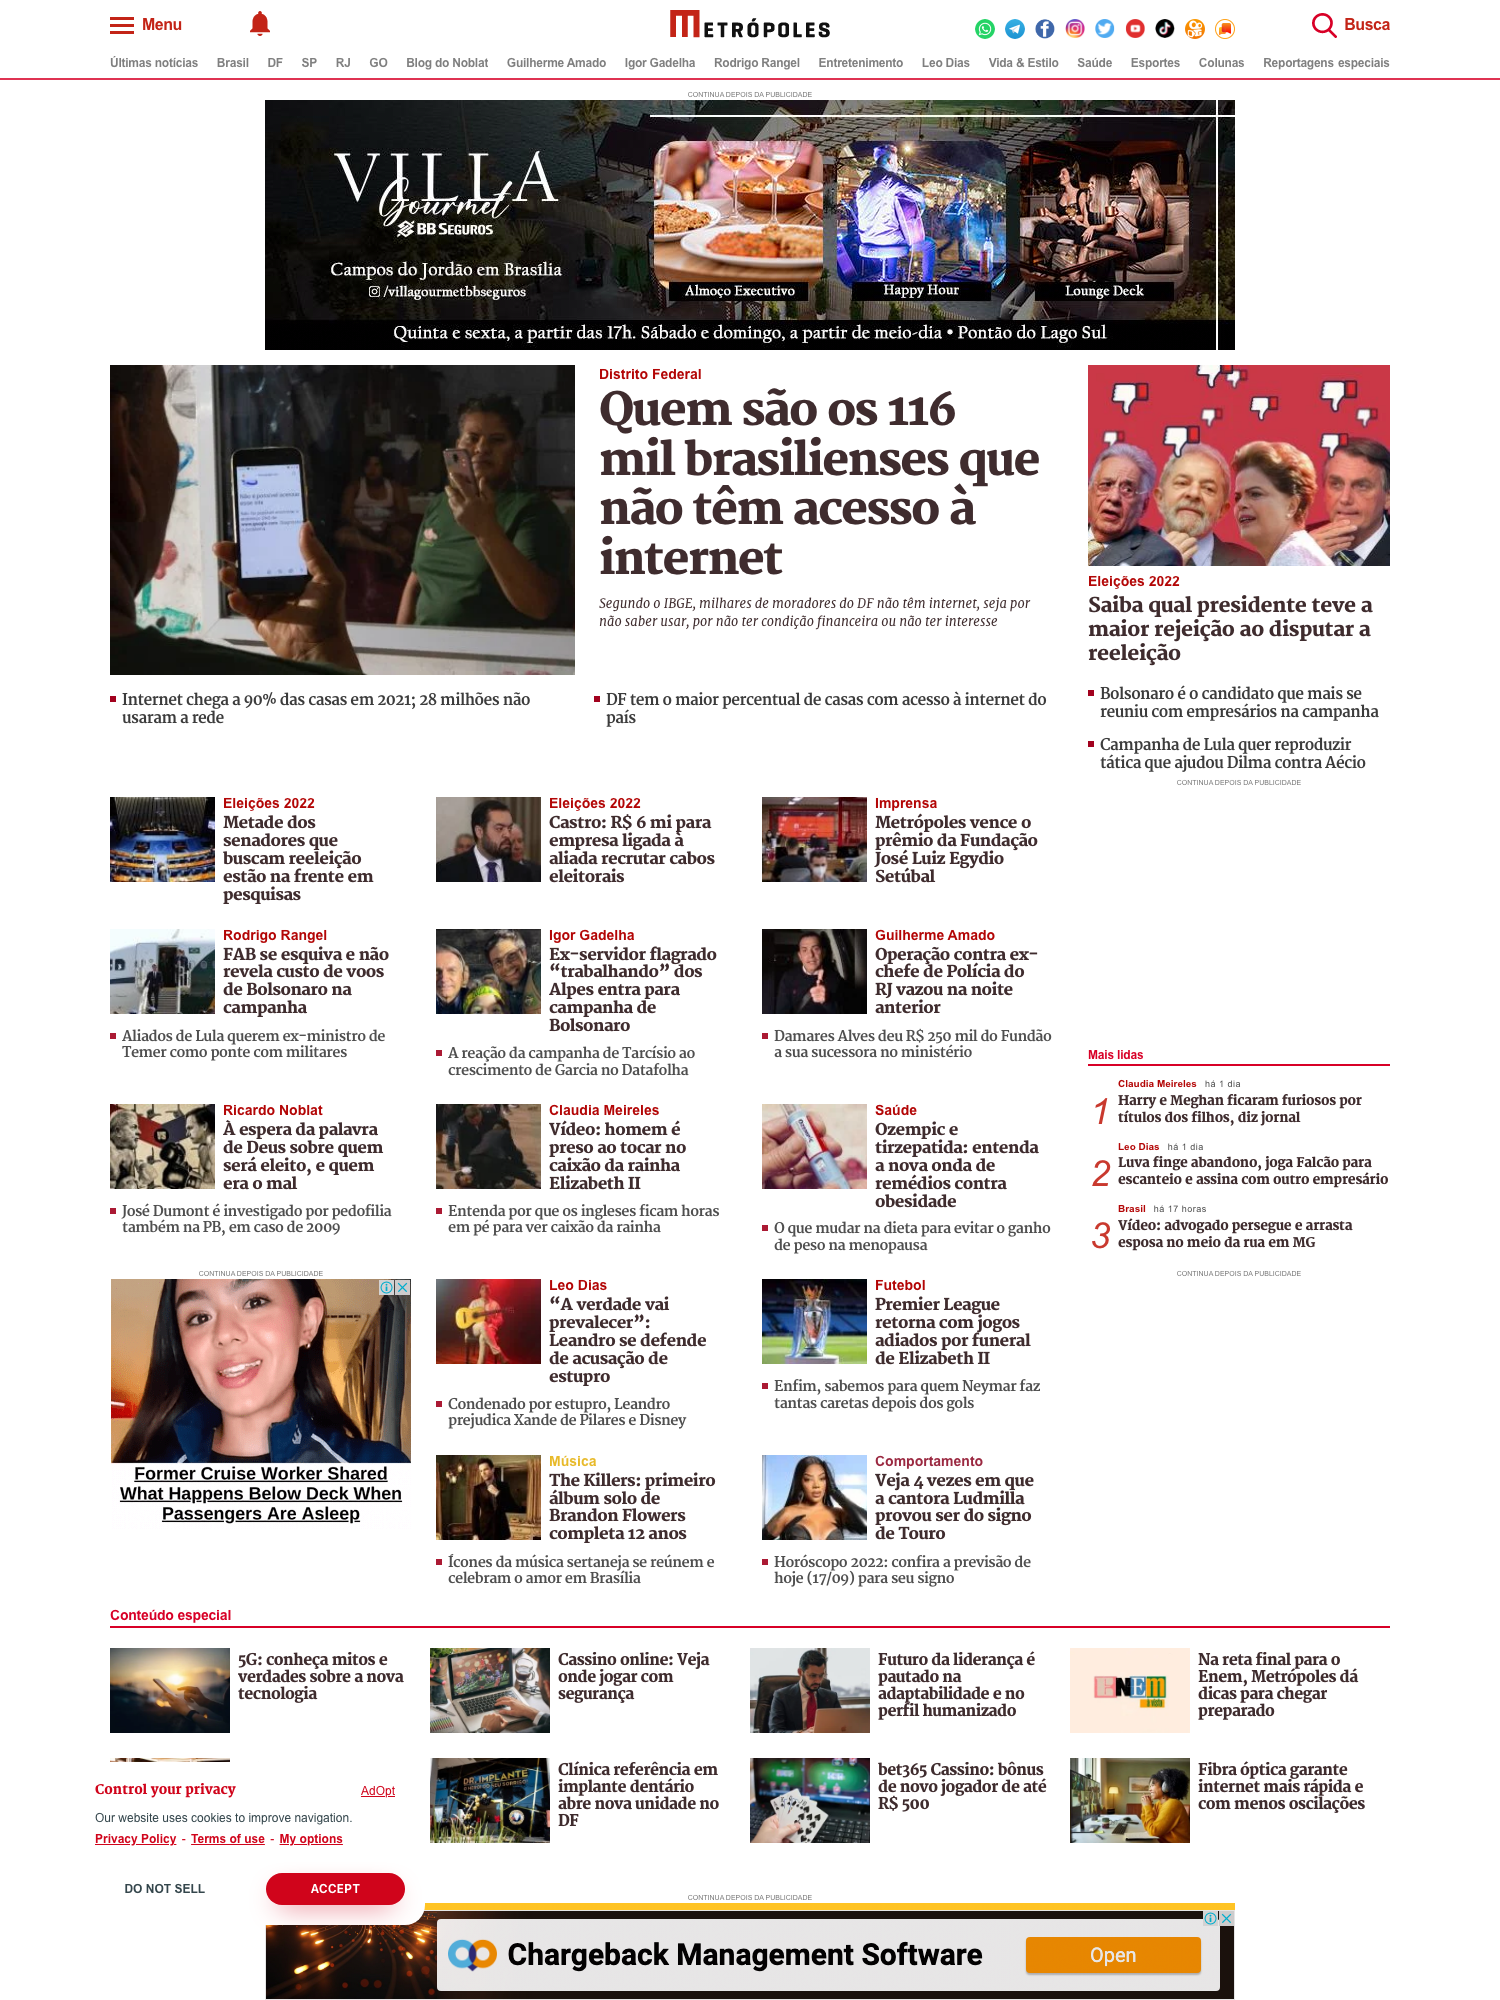 Menu
METRÓPOLES
Busca
Últimas notícias Brasil DF SP RJ GO Blog do Noblat Guilherme Amado Igor Gadelha Rodrigo Rangel Entretenimento Leo Dias Vida & Estilo Saúde Esportes Colunas Reportagens especiais
CONTINUA DEPOIS DA PUBLICIDADE
VILLA
Gourmet
BB SEGUROS
Campos do Jordão em Brasília
/villagourmetbbseguros
Almoço Executivo
Happy Hour
Lounge Deck
Quinta e sexta, a partir das 17h. Sábado e domingo, a partir de meio-dia • Pontão do Lago Sul
Distrito Federal
Quem são os 116
mil brasilienses que
não têm acesso à
internet
Segundo o IBGE, milhares de moradores do DF não têm internet, seja por
não saber usar, por não ter condição financeira ou não ter interesse
Internet chega a 90% das casas em 2021; 28 milhões não
usaram a rede
DF tem o maior percentual de casas com acesso à internet do
país
Eleições 2022
Saiba qual presidente teve a
maior rejeição ao disputar a
reeleição
Bolsonaro é o candidato que mais se
reuniu com empresários na campanha
Campanha de Lula quer reproduzir
tática que ajudou Dilma contra Aécio
CONTINUA DEPOIS DA PUBLICIDADE
Eleições 2022
Metade dos
senadores que
buscam reeleição
estão na frente em
pesquisas
Eleições 2022
Castro: R$ 6 mi para
empresa ligada à
aliada recrutar cabos
eleitorais
Imprensa
Metrópoles vence o
prêmio da Fundação
José Luiz Egydio
Setúbal
Rodrigo Rangel
FAB se esquiva e não
revela custo de voos
de Bolsonaro na
campanha
Aliados de Lula querem ex-ministro de
Temer como ponte com militares
Igor Gadelha
Ex-servidor flagrado
“trabalhando” dos
Alpes entra para
campanha de
Bolsonaro
A reação da campanha de Tarcísio ao
crescimento de Garcia no Datafolha
Guilherme Amado
Operação contra ex-
chefe de Polícia do
RJ vazou na noite
anterior
Damares Alves deu R$ 250 mil do Fundão
a sua sucessora no ministério
Mais lidas
Claudia Meireles há 1 dia
1 Harry e Meghan ficaram furiosos por
títulos dos filhos, diz jornal
Leo Dias há 1 dia
2 Luva finge abandono, joga Falcão para
escanteio e assina com outro empresário
Brasil há 17 horas
3 Vídeo: advogado persegue e arrasta
esposa no meio da rua em MG
CONTINUA DEPOIS DA PUBLICIDADE
VS
Ricardo Noblat
À espera da palavra
de Deus sobre quem
será eleito, e quem
era o mal
José Dumont é investigado por pedofilia
também na PB, em caso de 2009
Claudia Meireles
Vídeo: homem é
preso ao tocar no
caixão da rainha
Elizabeth II
Entenda por que os ingleses ficam horas
em pé para ver caixão da rainha
Saúde
Ozempic e
tirzepatida: entenda
a nova onda de
remédios contra
obesidade
O que mudar na dieta para evitar o ganho
de peso na menopausa
CONTINUA DEPOIS DA PUBLICIDADE
Former Cruise Worker Shared
What Happens Below Deck When
Passengers Are Asleep
Leo Dias
“A verdade vai
prevalecer”:
Leandro se defende
de acusação de
estupro
Condenado por estupro, Leandro
prejudica Xande de Pilares e Disney
Futebol
Premier League
retorna com jogos
adiados por funeral
de Elizabeth II
Enfim, sabemos para quem Neymar faz
tantas caretas depois dos gols
Música
The Killers: primeiro
álbum solo de
Brandon Flowers
completa 12 anos
Ícones da música sertaneja se reúnem e
celebram o amor em Brasília
Comportamento
Veja 4 vezes em que
a cantora Ludmilla
provou ser do signo
de Touro
Horóscopo 2022: confira a previsão de
hoje (17/09) para seu signo
Conteúdo especial
5G: conheça mitos e
verdades sobre a nova
tecnologia
Cassino online: Veja
onde jogar com
segurança
Futuro da liderança é
pautado na
adaptabilidade e no
perfil humanizado
ENEM
Na reta final para o
Enem, Metrópoles dá
dicas para chegar
preparado
DR. IMPLANTE
Clínica referência em
implante dentário
abre nova unidade no
DF
bet365 Cassino: bônus
de novo jogador de até
R$ 500
Fibra óptica garante
internet mais rápida e
com menos oscilações
Control your privacy
AdOpt
Our website uses cookies to improve navigation.
Privacy Policy - Terms of use - My options
DO NOT SELL
ACCEPT
CONTINUA DEPOIS DA PUBLICIDADE
Chargeback Management Software
Open